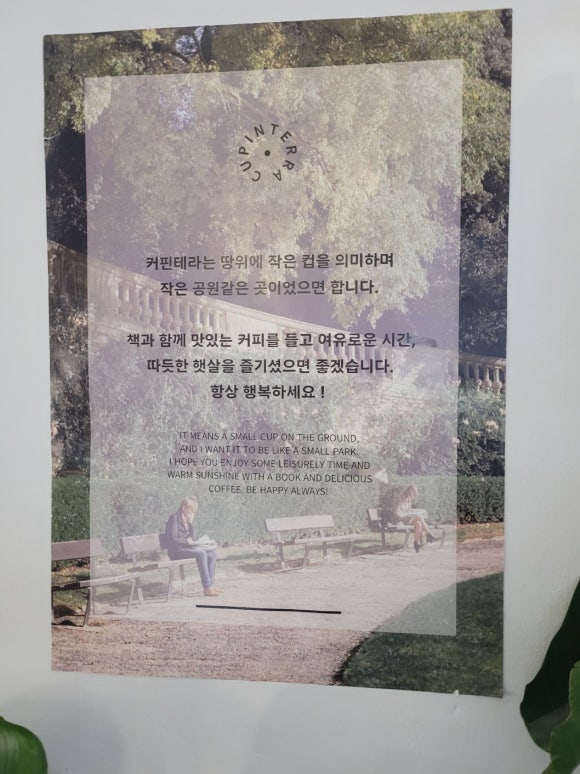 CUPINTERRA
커핀테라는 땅위에 작은 컵을 의미하며
작은 공원같은 곳이었으면 합니다.
책과 함께 맛있는 커피를 들고 여유로운 시간,
따듯한 햇살을 즐기셨으면 좋겠습니다.
항상 행복하세요 !
IT MEANS A SMALL CUP ON THE GROUND,
AND I WANT IT TO BE LIKE A SMALL PARK.
I HOPE YOU ENJOY SOME LEISURELY TIME AND
WARM SUNSHINE WITH A BOOK AND DELICIOUS
COFFEE. BE HAPPY ALWAYS!